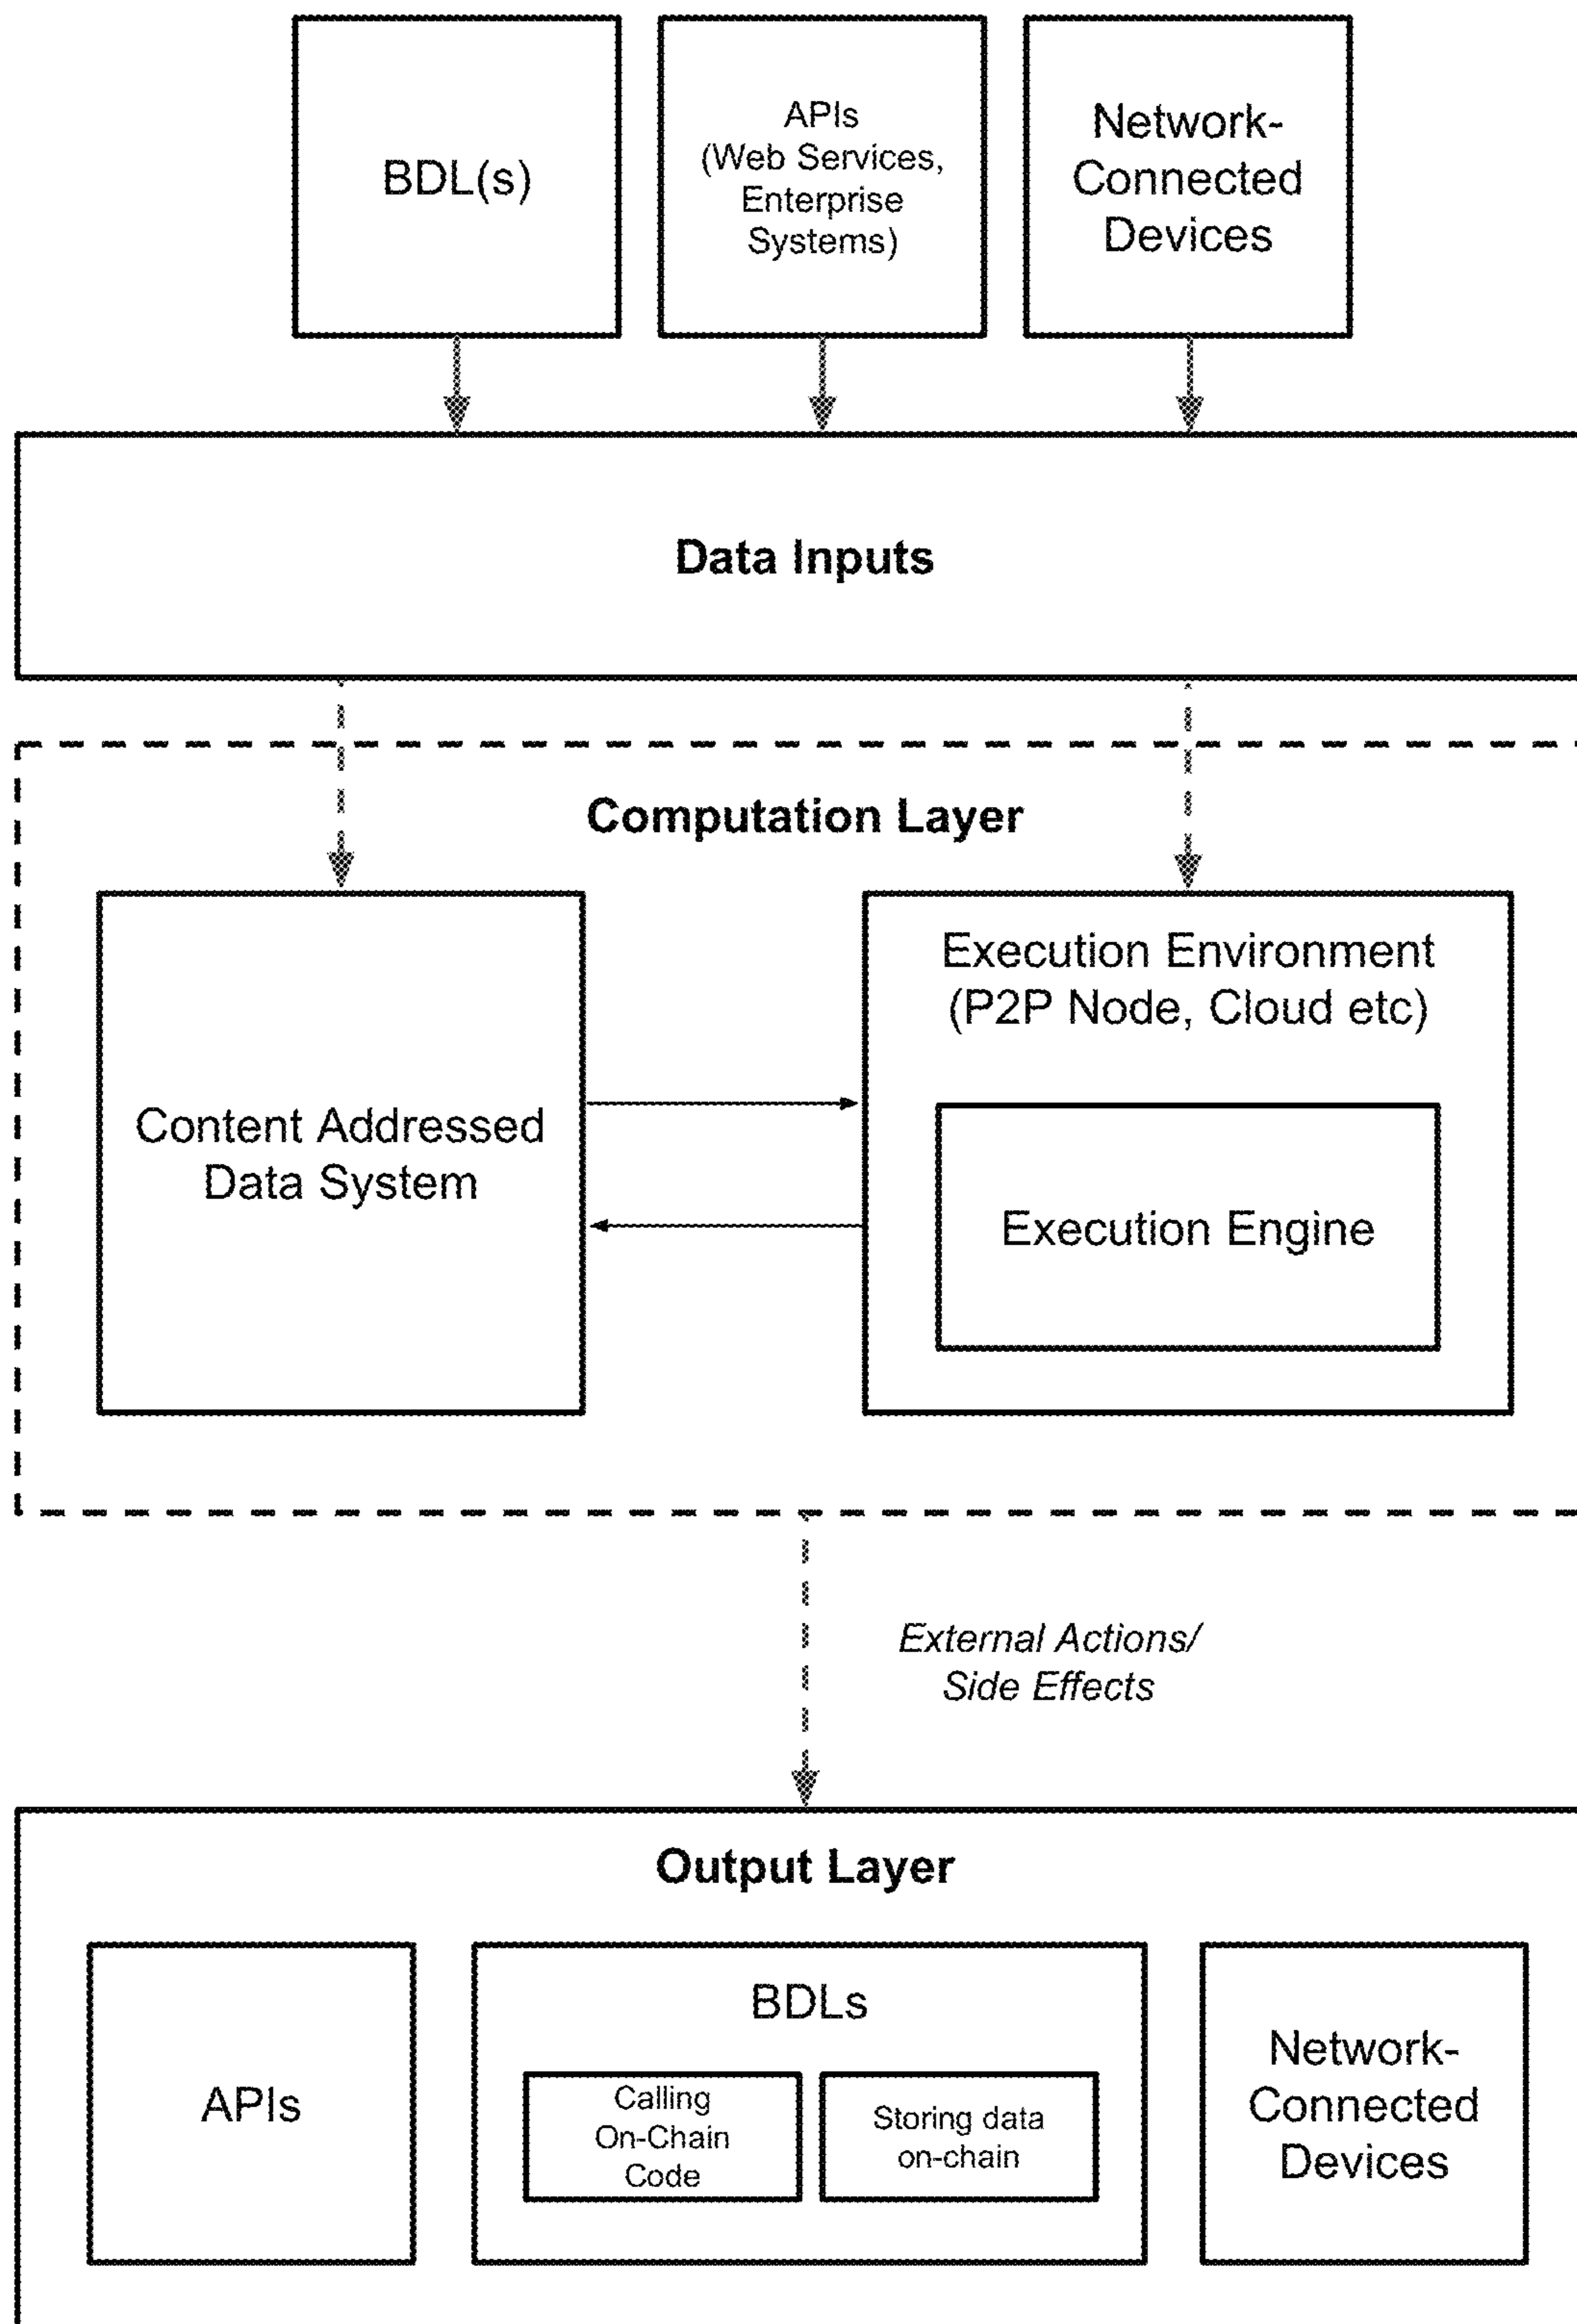 BDL(s)
APIs
(Web Services,
Enterprise
Systems)
Network-
Connected
Devices
Data Inputs
Computation Layer
Content Addressed
Data System
Execution Environment
(P2P Node, Cloud etc)
Execution Engine
External Actions/
Side Effects
Output Layer
APIs
BDLs
Calling
On-Chain
Code
Storing data
on-chain
Network-
Connected
Devices